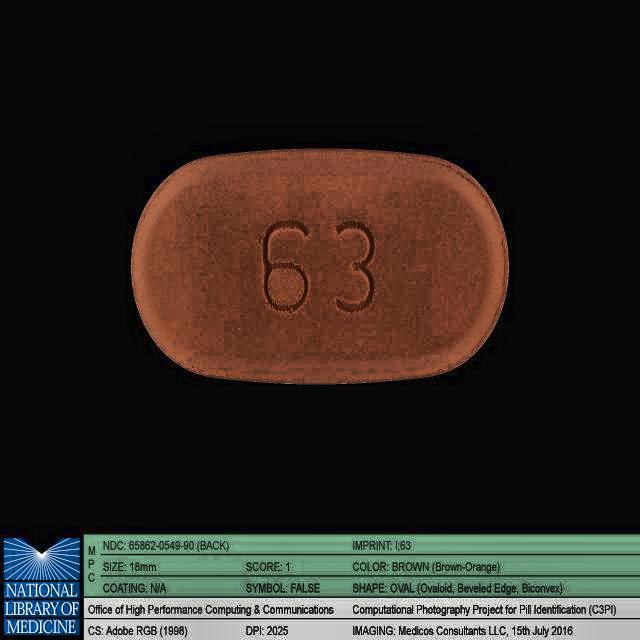 63
M P C
NDC: 65862-0549-90 (BACK) IMPRINT: I;63
SIZE: 18mm SCORE: 1 COLOR: BROWN (Brown-Orange)
COATING: N/A SYMBOL: FALSE SHAPE: OVAL (Ovaloid, Beveled Edge, Biconvex)
NATIONAL
LIBRARY OF
MEDICINE
Office of High Performance Computing & Communications Computational Photography Project for Pill Identification (C3PI)
CS: Adobe RGB (1998) DPI: 2025 IMAGING: Medicos Consultants LLC, 15th July 2016